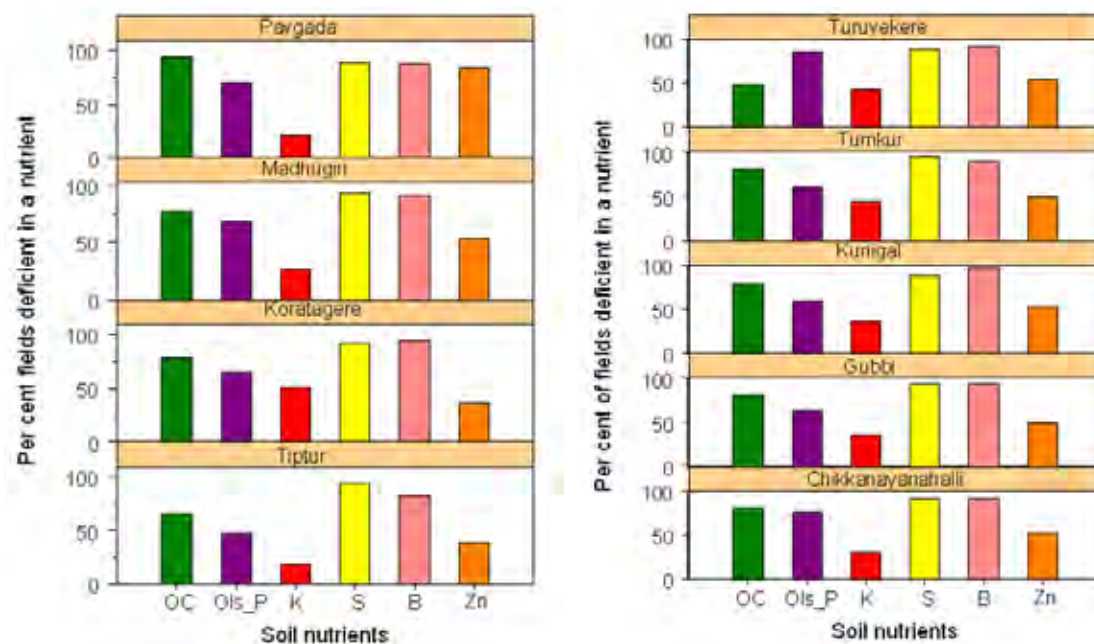 Pavgada
100
50
0
Madhugiri
100
50
0
Koratagere
100
50
0
Tiptur
100
50
0
OC Ols_P K S B Zn
Soil nutrients
Per cent fields deficient in a nutrient
Turuvekere
100
50
0
Tumkur
100
50
0
Kunigal
100
50
0
Gubbi
100
50
0
Chikkanayanahalli
100
50
0
OC Ols_P K S B Zn
Soil nutrients
Per cent of fields deficient in a nutrient